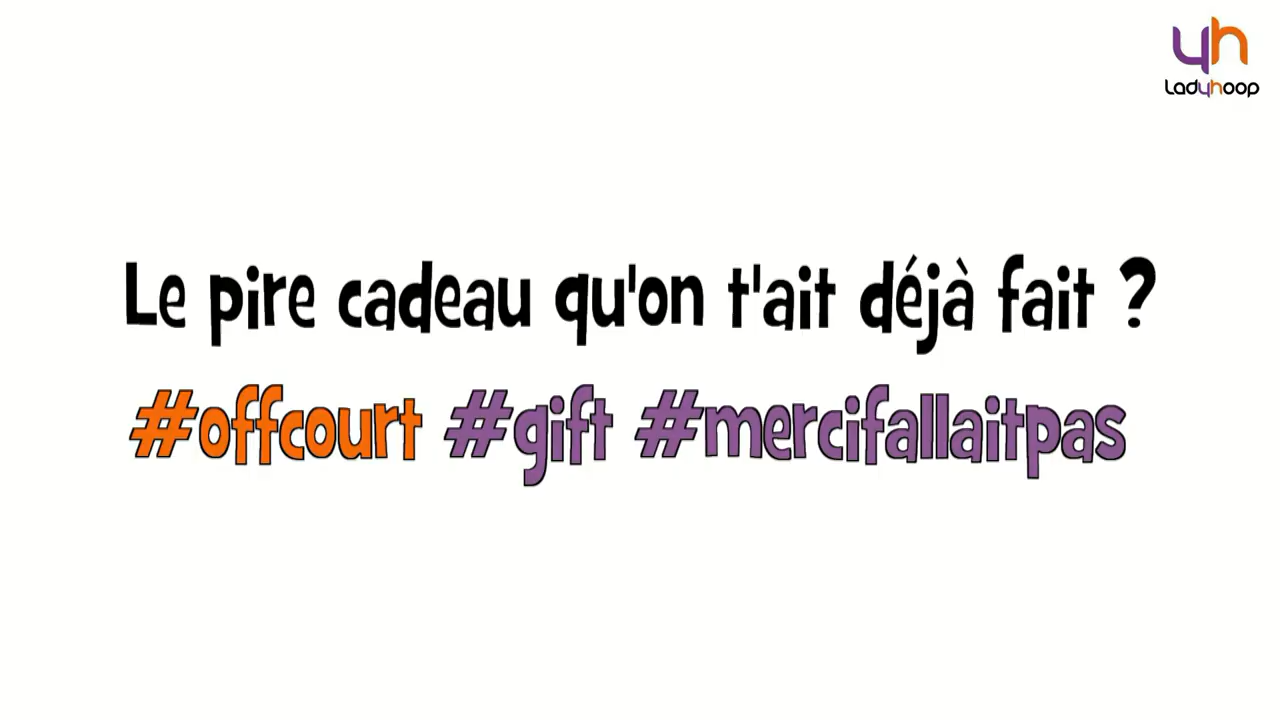 Ladyhoop
Le pire cadeau qu'on t'ait déjà fait ?
#offcourt #gift #mercifallaitpas